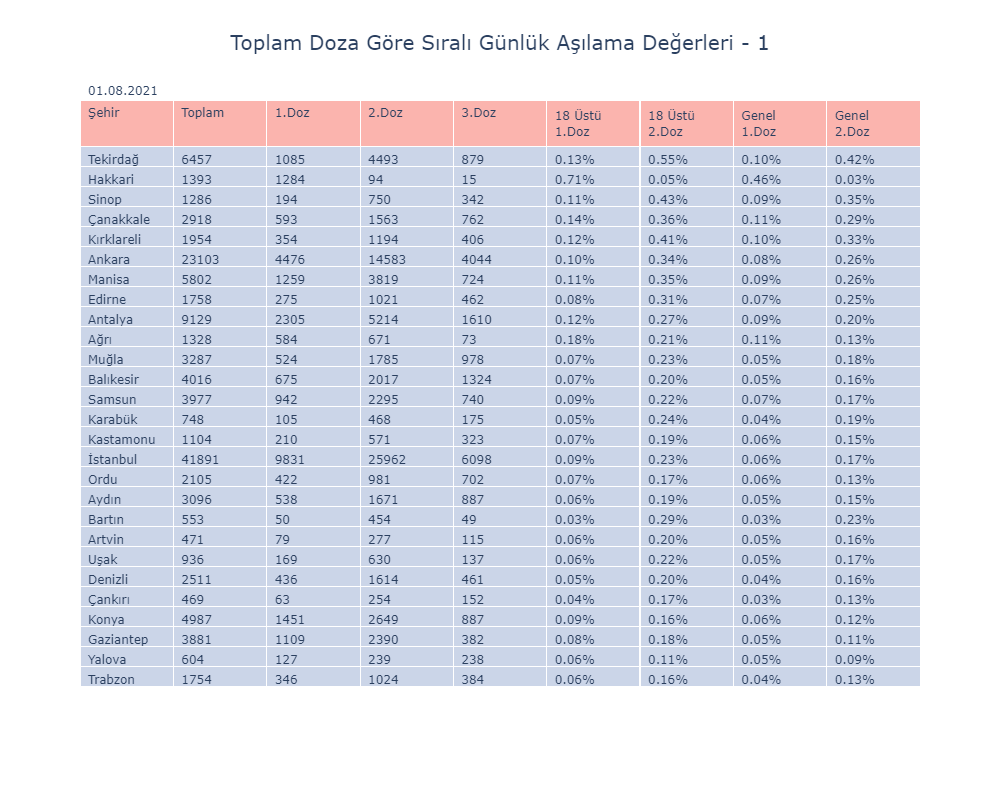 Toplam Doza Göre Sıralı Günlük Aşılama Değerleri - 1
01.08.2021
Şehir Toplam 1.Doz 2.Doz 3.Doz 18 Üstü 1.Doz 18 Üstü 2.Doz Genel 1.Doz Genel 2.Doz
Tekirdağ 6457 1085 4493 879 0.13% 0.55% 0.10% 0.42%
Hakkari 1393 1284 94 15 0.71% 0.05% 0.46% 0.03%
Sinop 1286 194 750 342 0.11% 0.43% 0.09% 0.35%
Çanakkale 2918 593 1563 762 0.14% 0.36% 0.11% 0.29%
Kırklareli 1954 354 1194 406 0.12% 0.41% 0.10% 0.33%
Ankara 23103 4476 14583 4044 0.10% 0.34% 0.08% 0.26%
Manisa 5802 1259 3819 724 0.11% 0.35% 0.09% 0.26%
Edirne 1758 275 1021 462 0.08% 0.31% 0.07% 0.25%
Antalya 9129 2305 5214 1610 0.12% 0.27% 0.09% 0.20%
Ağrı 1328 584 671 73 0.18% 0.21% 0.11% 0.13%
Muğla 3287 524 1785 978 0.07% 0.23% 0.05% 0.18%
Balıkesir 4016 675 2017 1324 0.07% 0.20% 0.05% 0.16%
Samsun 3977 942 2295 740 0.09% 0.22% 0.07% 0.17%
Karabük 748 105 468 175 0.05% 0.24% 0.04% 0.19%
Kastamonu 1104 210 571 323 0.07% 0.19% 0.06% 0.15%
İstanbul 41891 9831 25962 6098 0.09% 0.23% 0.06% 0.17%
Ordu 2105 422 981 702 0.07% 0.17% 0.06% 0.13%
Aydın 3096 538 1671 887 0.06% 0.19% 0.05% 0.15%
Bartın 553 50 454 49 0.03% 0.29% 0.03% 0.23%
Artvin 471 79 277 115 0.06% 0.20% 0.05% 0.16%
Uşak 936 169 630 137 0.06% 0.22% 0.05% 0.17%
Denizli 2511 436 1614 461 0.05% 0.20% 0.04% 0.16%
Çankırı 469 63 254 152 0.04% 0.17% 0.03% 0.13%
Konya 4987 1451 2649 887 0.09% 0.16% 0.06% 0.12%
Gaziantep 3881 1109 2390 382 0.08% 0.18% 0.05% 0.11%
Yalova 604 127 239 238 0.06% 0.11% 0.05% 0.09%
Trabzon 1754 346 1024 384 0.06% 0.16% 0.04% 0.13%